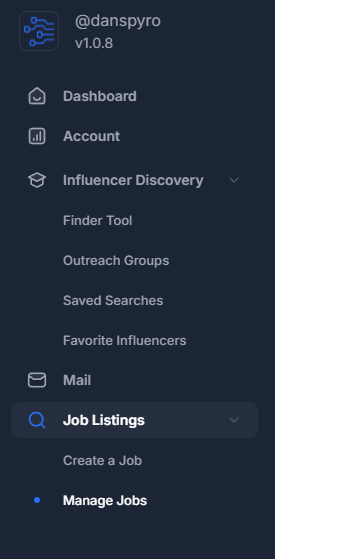 @danspyro
v1.0.8
Dashboard
Account
Influencer Discovery
Finder Tool
Outreach Groups
Saved Searches
Favorite Influencers
Mail
Job Listings
Create a Job
Manage Jobs